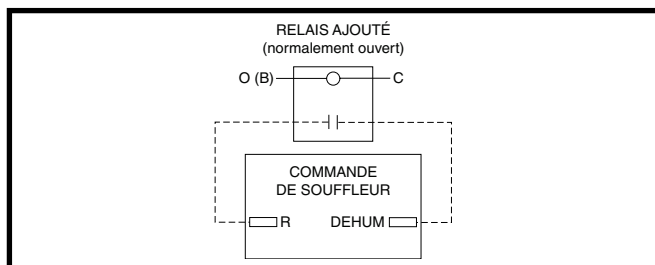 RELAIS AJOUTÉ
(normalement ouvert)
O (B) C
COMMANDE
DE SOUFFLEUR
R DEHUM